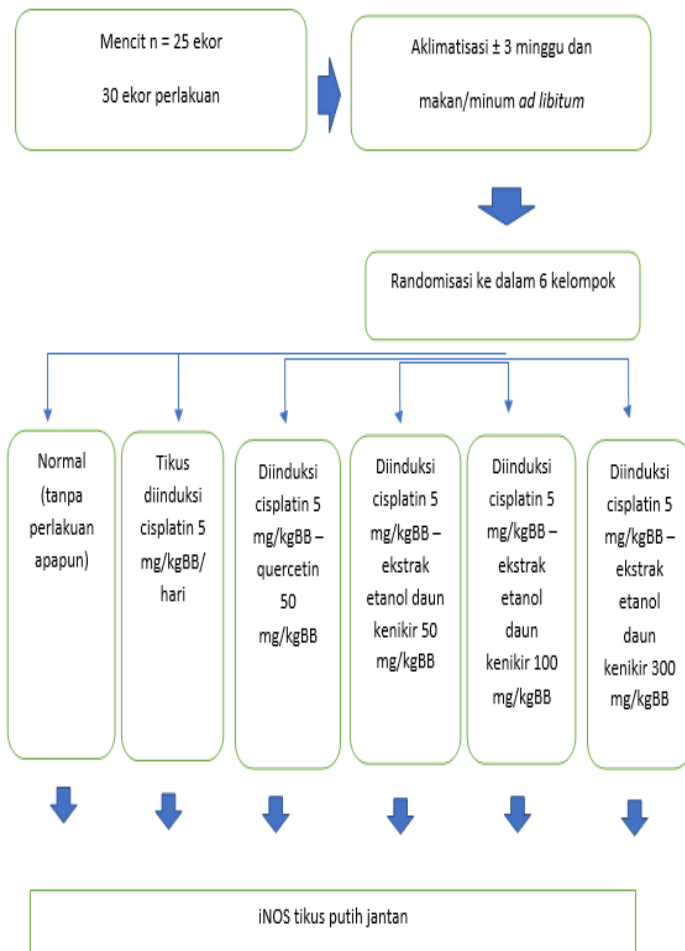 Mencit n = 25 ekor
30 ekor perlakuan
Aklimatisasi ± 3 minggu dan
makan/minum ad libitum
Randomisasi ke dalam 6 kelompok
Normal
(tanpa
perlakuan
apapun)
Tikus
diinduksi
cisplatin 5
mg/kgBB/
hari
Diinduksi
cisplatin 5
mg/kgBB –
quercetin
50
mg/kgBB
Diinduksi
cisplatin 5
mg/kgBB –
ekstrak
etanol daun
kenikir 50
mg/kgBB
Diinduksi
cisplatin 5
mg/kgBB –
ekstrak
etanol
daun
kenikir 100
mg/kgBB
Diinduksi
cisplatin 5
mg/kgBB –
ekstrak
etanol
daun
kenikir 300
mg/kgBB
iNOS tikus putih jantan